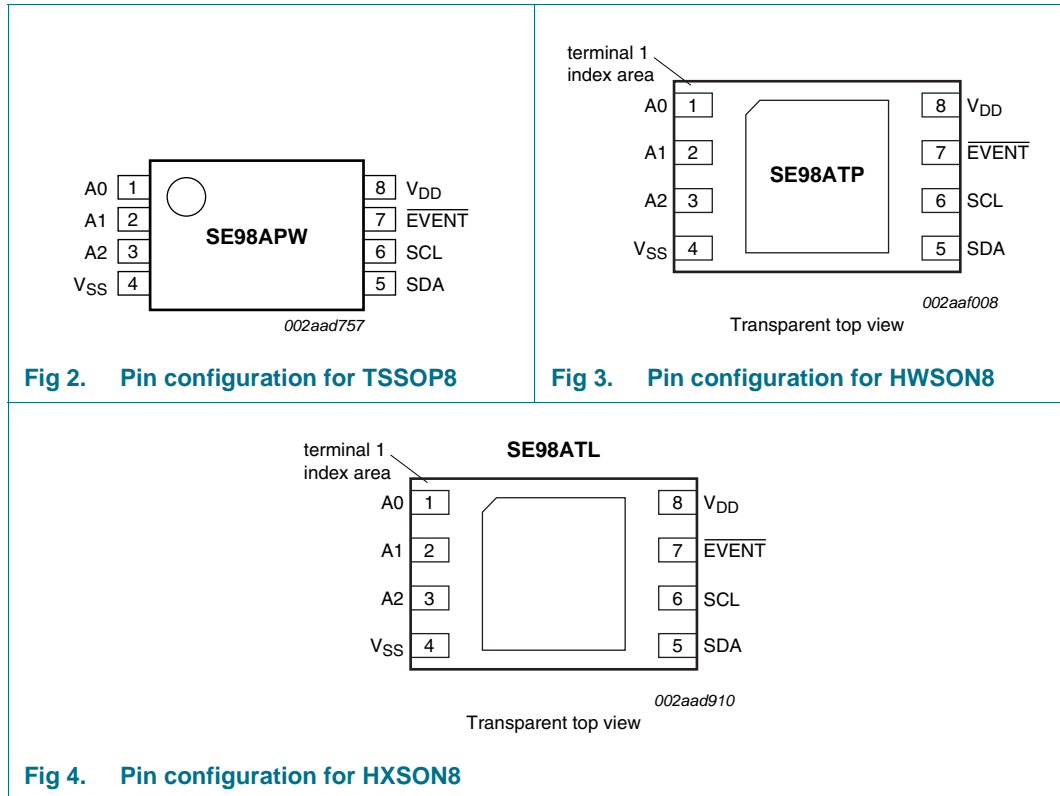 A0 1
A1 2
A2 3
VSS 4
SE98APW
8 VDD
7 EVENT
6 SCL
5 SDA
002aad757
Fig 2. Pin configuration for TSSOP8
terminal 1
index area
A0 1
A1 2
A2 3
VSS 4
SE98ATP
8 VDD
7 EVENT
6 SCL
5 SDA
002aaf008
Transparent top view
Fig 3. Pin configuration for HWSON8
terminal 1
index area
SE98ATL
A0 1
A1 2
A2 3
VSS 4
8 VDD
7 EVENT
6 SCL
5 SDA
002aad910
Transparent top view
Fig 4. Pin configuration for HXSON8